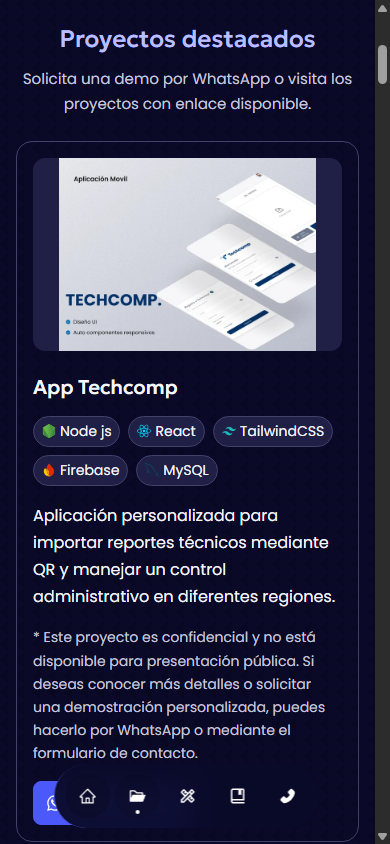 Proyectos destacados
Solicita una demo por WhatsApp o visita los
proyectos con enlace disponible.
Aplicación Movil
Techcomp
TECHCOMP.
Diseño UI
Auto componentes responsives
App Techcomp
Node js
React
TailwindCSS
Firebase
MySQL
Aplicación personalizada para
importar reportes técnicos mediante
QR y manejar un control
administrativo en diferentes regiones.
* Este proyecto es confidencial y no está
disponible para presentación pública. Si
deseas conocer más detalles o solicitar
una demostración personalizada, puedes
hacerlo por WhatsApp o mediante el
formulario de contacto.